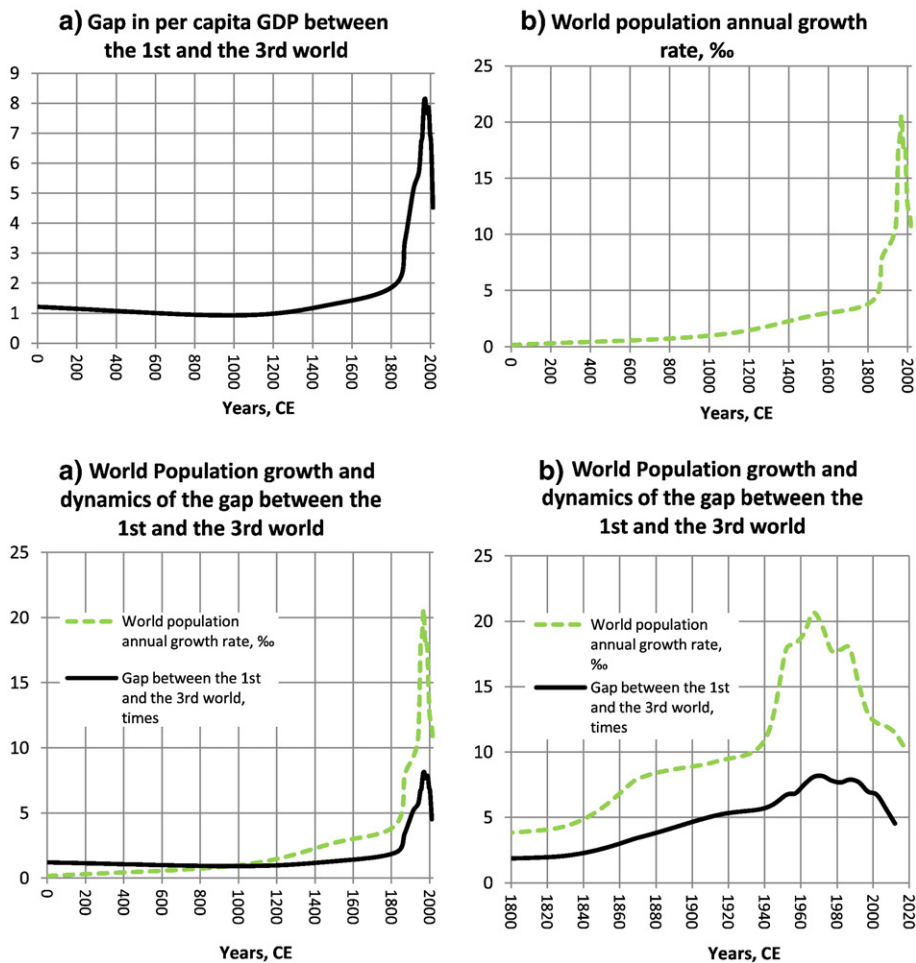 a) Gap in per capita GDP between
the 1st and the 3rd world
9
8
7
6
5
4
3
2
1
0
0 200 400 600 800 1000 1200 1400 1600 1800 2000
Years, CE
b) World population annual growth
rate, ‰
25
20
15
10
5
0
0 200 400 600 800 1000 1200 1400 1600 1800 2000
Years, CE
a) World Population growth and
dynamics of the gap between the
1st and the 3rd world
25
20
15
10
5
0
World population
annual growth rate, ‰
Gap between the 1st
and the 3rd world,
times
0 200 400 600 800 1000 1200 1400 1600 1800 2000
Years, CE
b) World Population growth and
dynamics of the gap between the
1st and the 3rd world
25
20
15
10
5
0
World population
annual growth rate,
‰
Gap between the 1st
and the 3rd world,
times
1800 1820 1840 1860 1880 1900 1920 1940 1960 1980 2000 2020
Years, CE